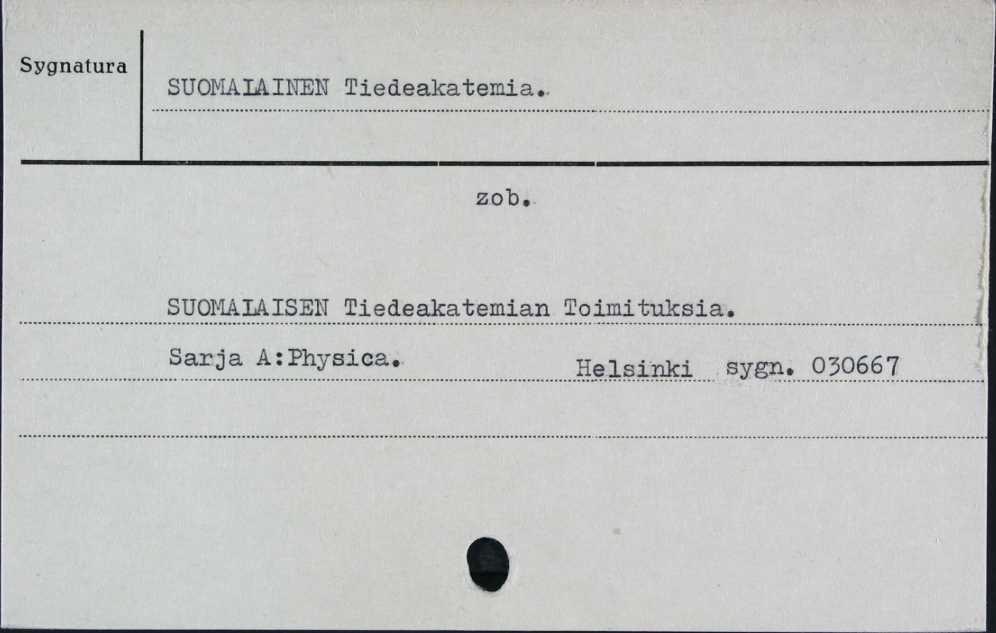 Sygnatura
SUOMALAINEN Tiedeakatemia.
zob.
SUOMALAISEN Tiedeakatemian Toimituksia.
Sarja A:Physica.
Helsinki sygn. 030667